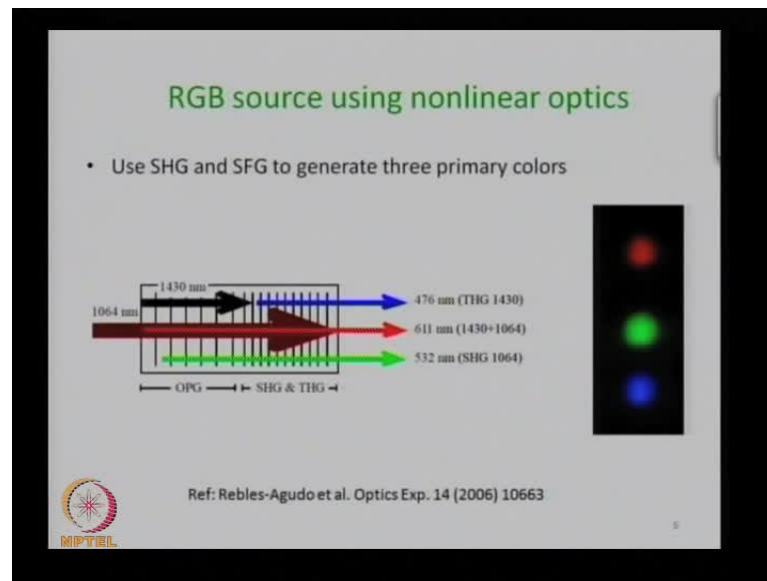 RGB source using nonlinear optics
• Use SHG and SFG to generate three primary colors
1430 nm
1064 nm
476 nm (THG 1430)
611 nm (1430+1064)
532 nm (SHG 1064)
OPG
SHG & THG
Ref: Rebles-Agudo et al. Optics Exp. 14 (2006) 10663
NPTEL